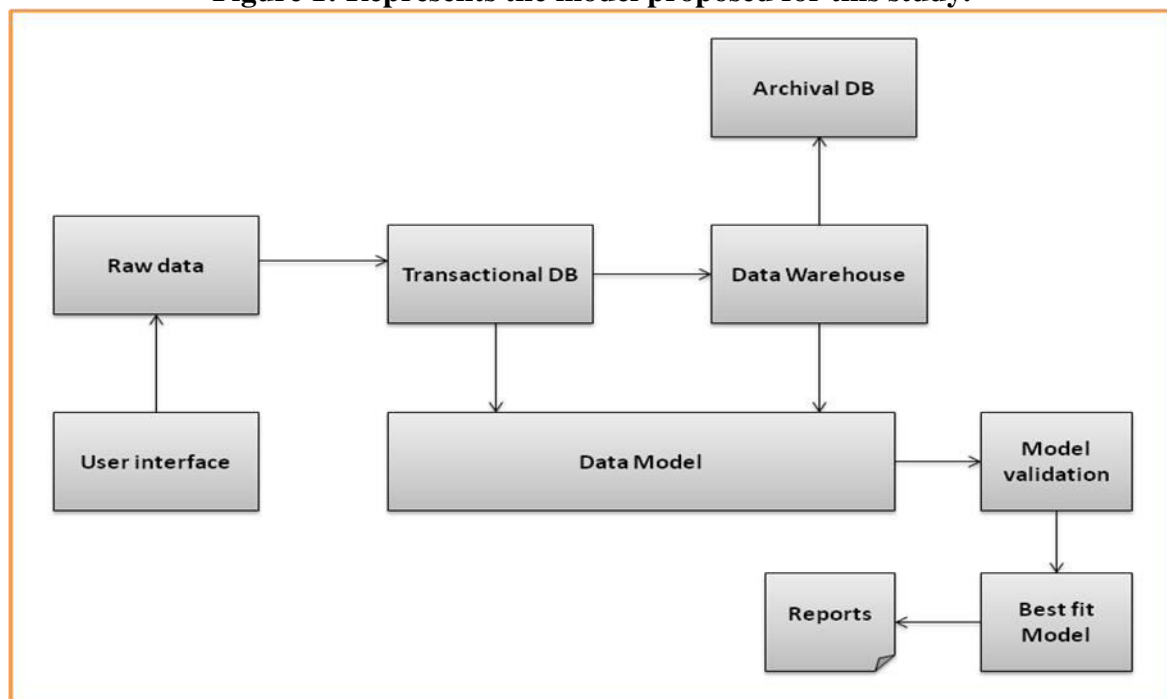 Figure 1: Represents the model proposed for this study.
Archival DB
Raw data
Transactional DB
Data Warehouse
User interface
Data Model
Model
validation
Reports
Best fit
Model